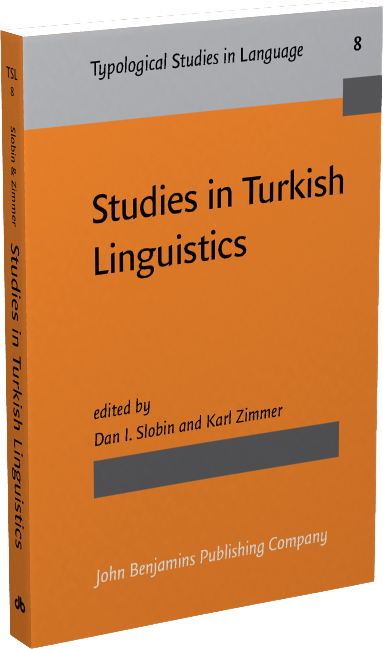 Typological Studies in Language
8
Studies in Turkish
Linguistics
edited by
Dan I. Slobin and Karl Zimmer
John Benjamins Publishing Company
TSL
8
Slobin & Zimmer
Studies in Turkish Linguistics